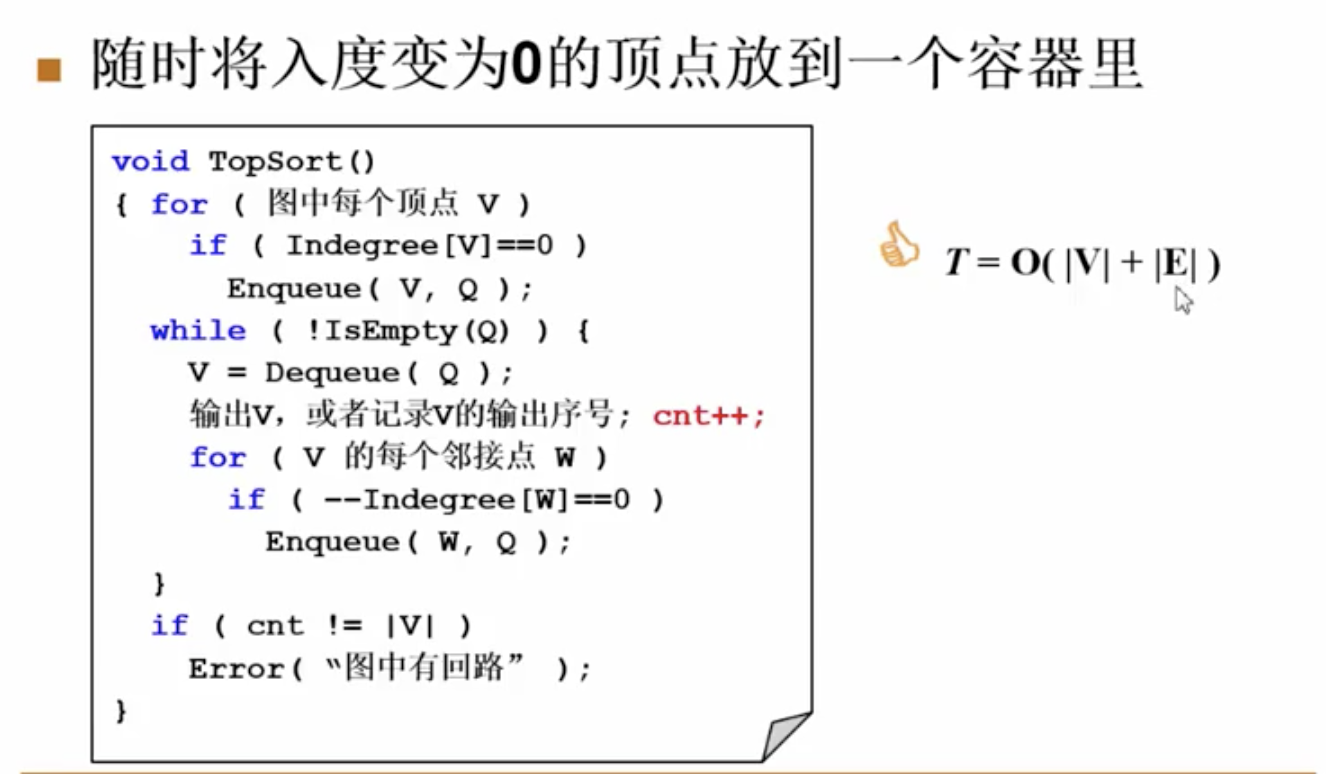 随时将入度变为0的顶点放到一个容器里
void TopSort()
{ for ( 图中每个顶点 V )
if ( Indegree[V]==0 )
Enqueue( V, Q );
while ( !IsEmpty(Q) ) {
V = Dequeue( Q );
输出V，或者记录V的输出序号; cnt++;
for ( V 的每个邻接点 W )
if ( --Indegree[W]==0 )
Enqueue( W, Q );
}
if ( cnt != |V| )
Error( “图中有回路” );
}
T = O( |V| + |E| )